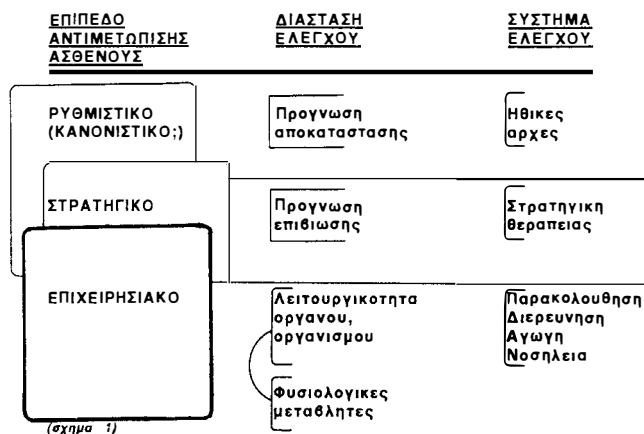 ΕΠΙΠΕΔΟ ΔΙΑΣΤΑΣΗ ΣΥΣΤΗΜΑ
ΑΝΤΙΜΕΤΩΠΙΣΗΣ ΕΛΕΓΧΟΥ ΕΛΕΓΧΟΥ
ΑΣΘΕΝΟΥΣ
ΡΥΘΜΙΣΤΙΚΟ Προγνωση Ηθικες
(ΚΑΝΟΝΙΣΤΙΚΟ;) αποκαταστασης αρχες
ΣΤΡΑΤΗΓΙΚΟ Προγνωση Στρατηγικη
επιβιωσης θεραπειας
ΕΠΙΧΕΙΡΗΣΙΑΚΟ Λειτουργικοτητα Παρακολουθηση
οργανου, Διερευνηση
οργανισμου Αγωγη
Νοσηλεια
Φυσιολογικες
μεταβλητες
(σχημα 1)